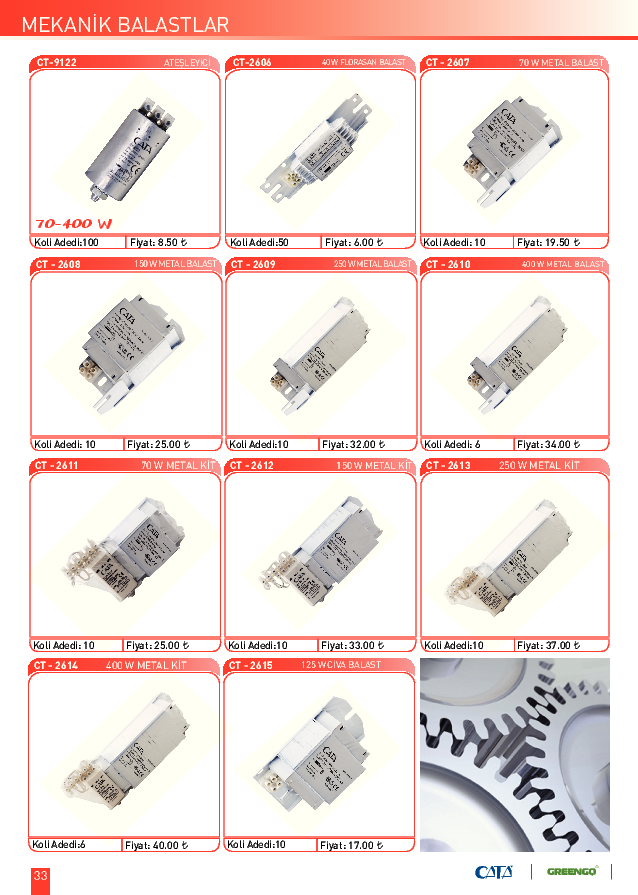 MEKANİK BALASTLAR
CT-9122 ATEŞLEYİCİ
70-400 W
Koli Adedi:100 Fiyat: 8.50 ₺
CT-2606 40W FLORASAN BALAST
Koli Adedi:50 Fiyat: 6.00 ₺
CT - 2607 70 W METAL BALAST
Koli Adedi: 10 Fiyat: 19.50 ₺
CT - 2608 150 W METAL BALAST
Koli Adedi: 10 Fiyat: 25.00 ₺
CT - 2609 250 W METAL BALAST
Koli Adedi:10 Fiyat: 32.00 ₺
CT - 2610 400 W METAL BALAST
Koli Adedi: 6 Fiyat: 34.00 ₺
CT - 2611 70 W METAL KİT
Koli Adedi: 10 Fiyat: 25.00 ₺
CT - 2612 150 W METAL KİT
Koli Adedi:10 Fiyat: 33.00 ₺
CT - 2613 250 W METAL KİT
Koli Adedi:10 Fiyat: 37.00 ₺
CT - 2614 400 W METAL KİT
Koli Adedi:6 Fiyat: 40.00 ₺
CT - 2615 125 W CİVA BALAST
Koli Adedi:10 Fiyat: 17.00 ₺
33
CATA
GREENGO